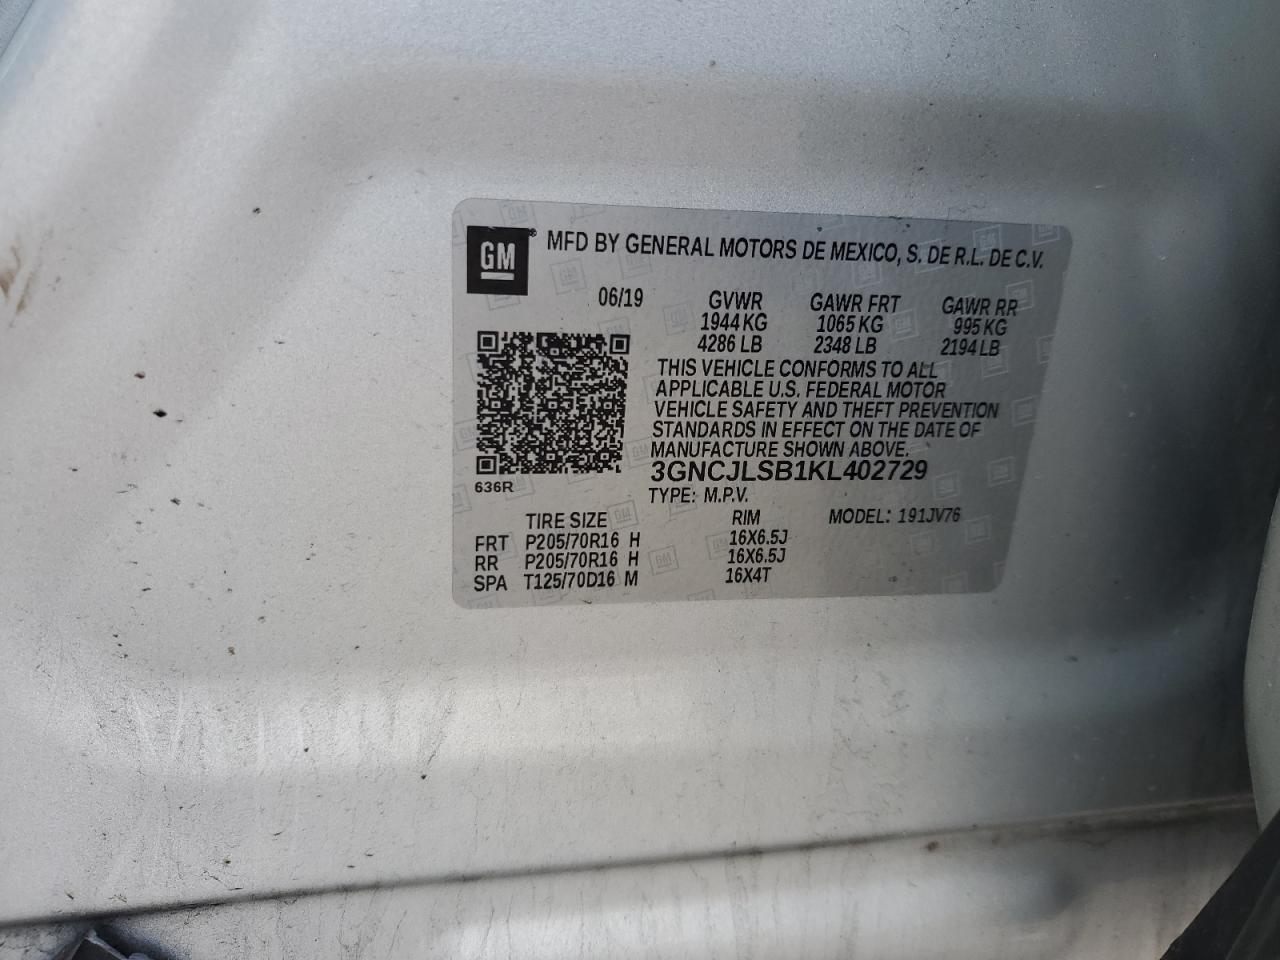 GM® MFD BY GENERAL MOTORS DE MEXICO, S. DE R.L. DE C.V.
06/19 GVWR GAWR FRT GAWR RR
1944 KG 1065 KG 995 KG
4286 LB 2348 LB 2194 LB
THIS VEHICLE CONFORMS TO ALL
APPLICABLE U.S. FEDERAL MOTOR
VEHICLE SAFETY AND THEFT PREVENTION
STANDARDS IN EFFECT ON THE DATE OF
MANUFACTURE SHOWN ABOVE.
3GNCJLSB1KL402729
636R
TYPE: M.P.V.
TIRE SIZE RIM MODEL: 191JV76
FRT P205/70R16 H 16X6.5J
RR P205/70R16 H 16X6.5J
SPA T125/70D16 M 16X4T